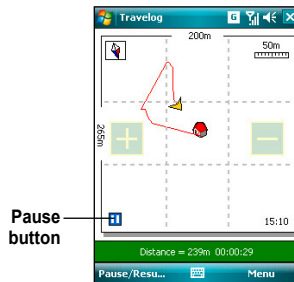 Travelog
G
200m
50m
265m
Pause
button
15:10
Distance = 239m 00:00:29
Pause/Resu...
Menu